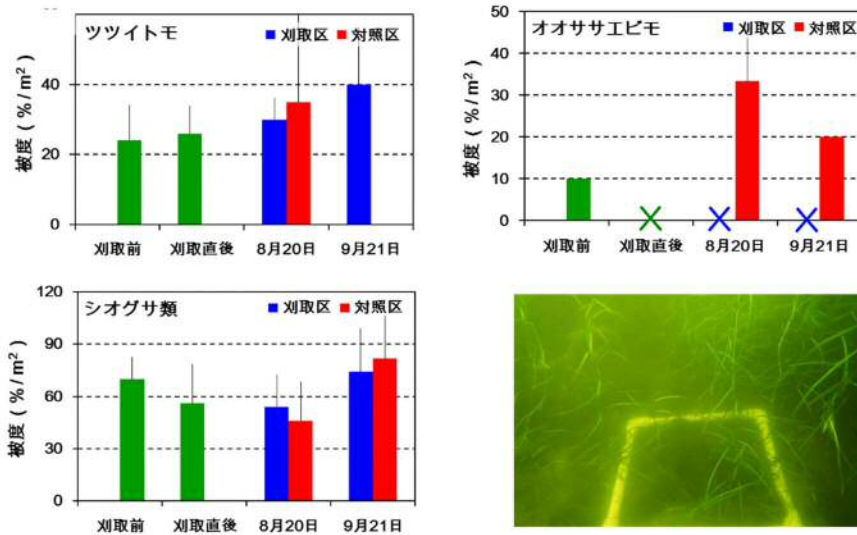 ツツイトモ
刈取区 対照区
被度 ( % / m²)
40
20
0
刈取前 刈取直後 8月20日 9月21日
オオササエビモ
刈取区 対照区
被度 ( % / m²)
50
40
30
20
10
0
刈取前 刈取直後 8月20日 9月21日
シオグサ類
刈取区 対照区
被度 ( % / m²)
120
90
60
30
0
刈取前 刈取直後 8月20日 9月21日